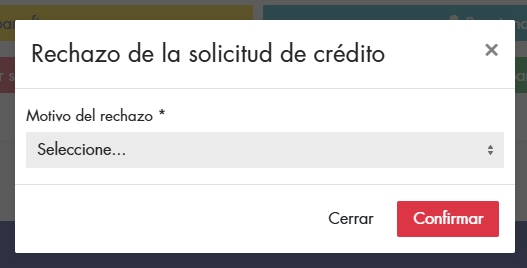 Rechazo de la solicitud de crédito
×
Motivo del rechazo *
Seleccione...
Cerrar
Confirmar